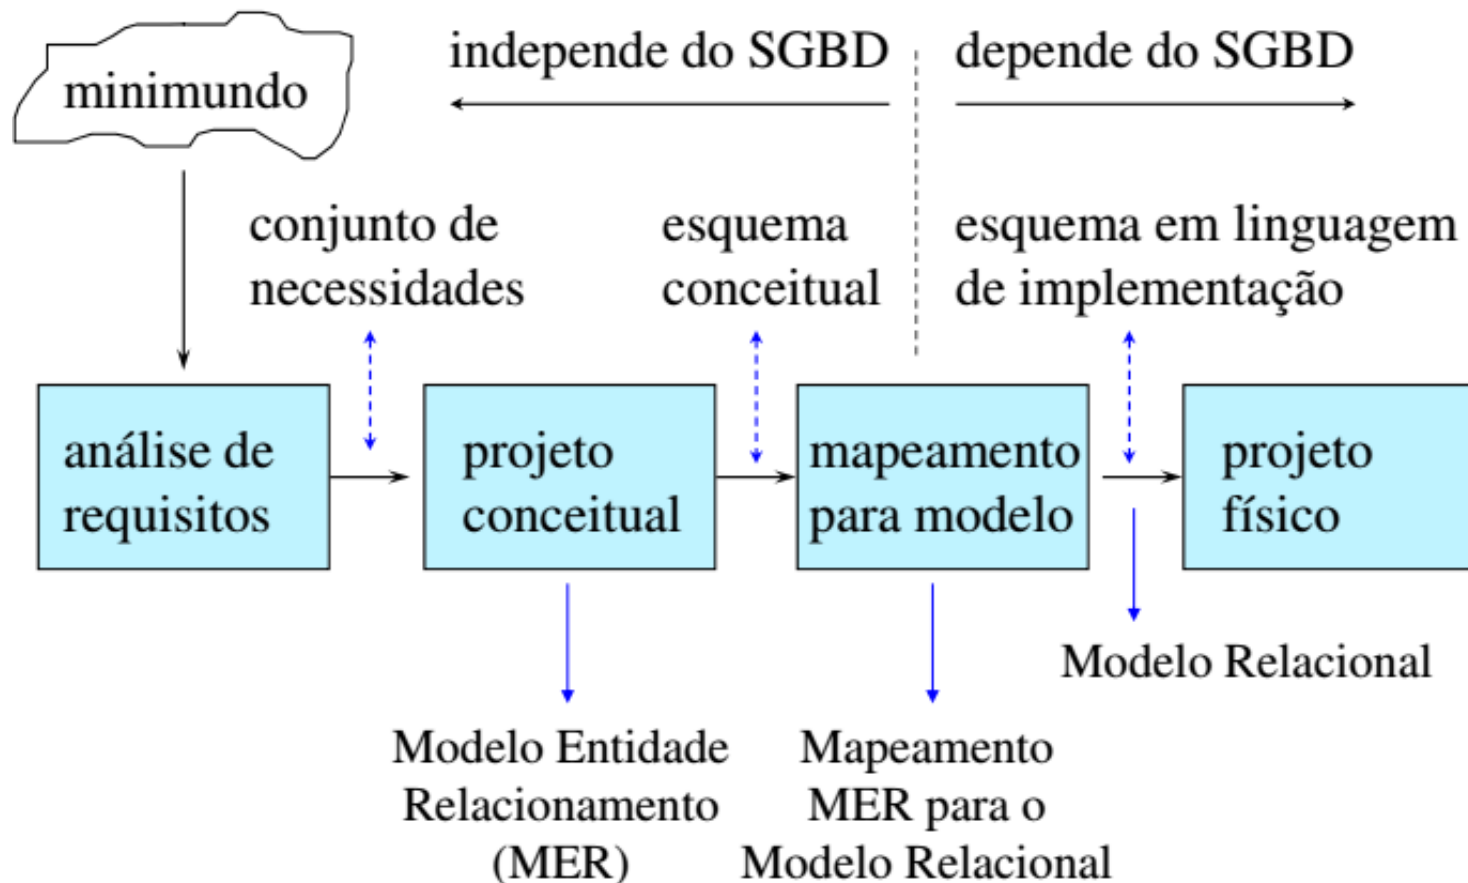 minimundo
independe do SGBD
depende do SGBD
conjunto de
necessidades
esquema
conceitual
esquema em linguagem
de implementação
análise de
requisitos
projeto
conceitual
mapeamento
para modelo
projeto
físico
Modelo Relacional
Modelo Entidade
Relacionamento
(MER)
Mapeamento
MER para o
Modelo Relacional